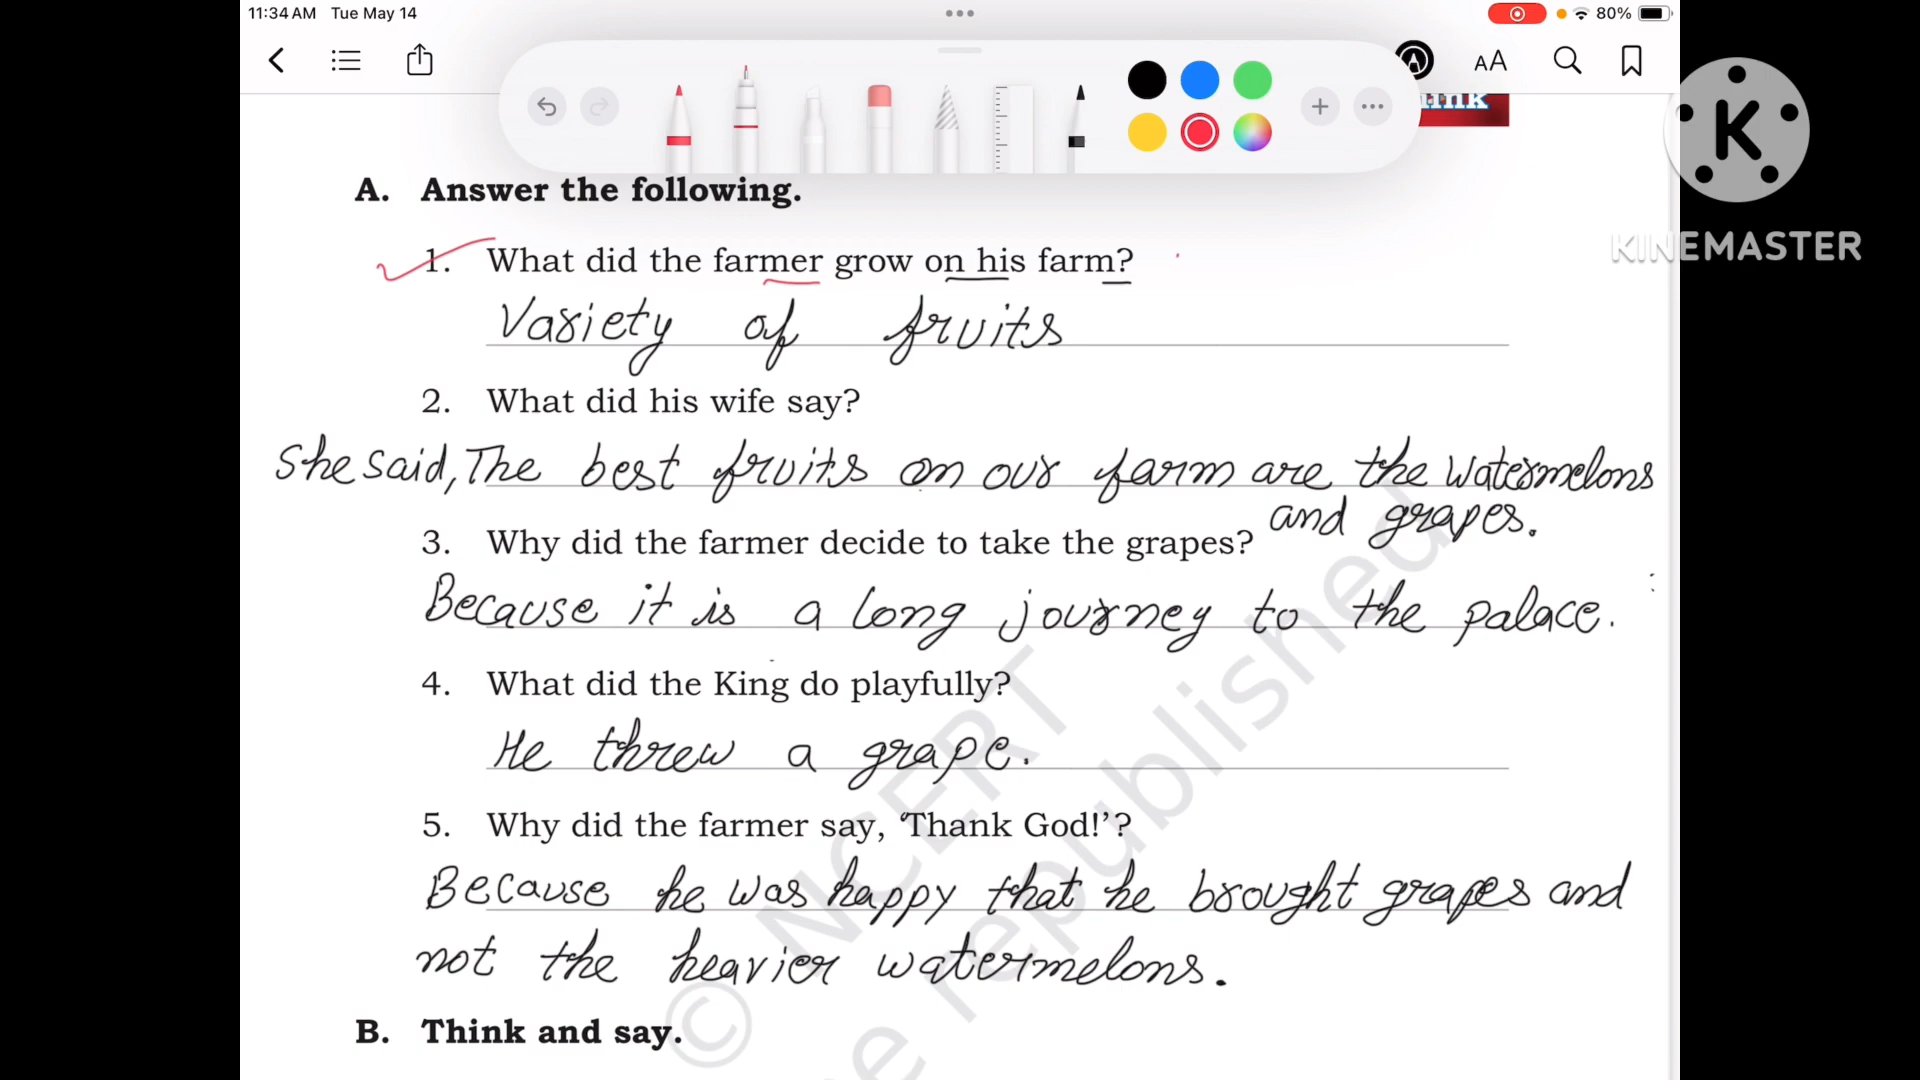 11:34 AM Tue May 14
80%
AA
ink
K
KINEMASTER
A. Answer the following.
1. What did the farmer grow on his farm?
Variety of fruits
2. What did his wife say?
She said, The best fruits on our farm are the watermelons
and grapes.
3. Why did the farmer decide to take the grapes?
Because it is a long journey to the palace.
4. What did the King do playfully?
He threw a grape.
5. Why did the farmer say, ‘Thank God!’?
Because he was happy that he brought grapes and
not the heavier watermelons.
B. Think and say.
© NCERT
e republished